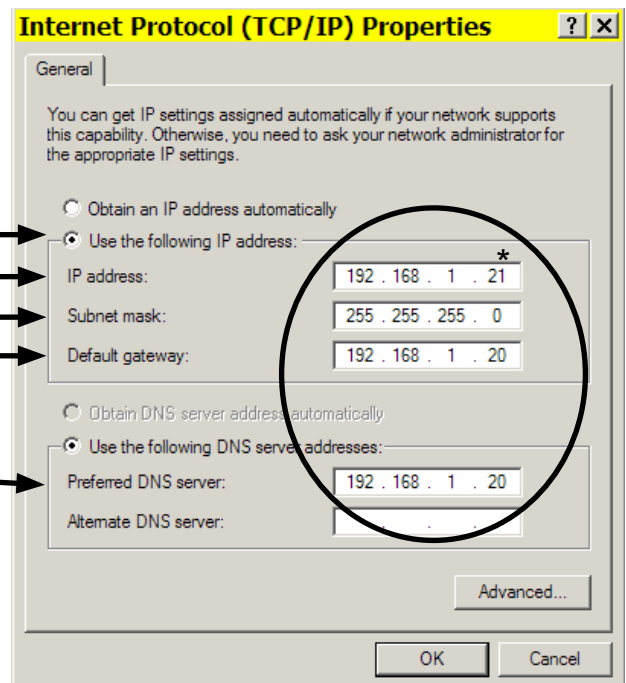 Internet Protocol (TCP/IP) Properties ? X
General
You can get IP settings assigned automatically if your network supports
this capability. Otherwise, you need to ask your network administrator for
the appropriate IP settings.
Obtain an IP address automatically
Use the following IP address:
*
IP address: 192 . 168 . 1 . 21
Subnet mask: 255 . 255 . 255 . 0
Default gateway: 192 . 168 . 1 . 20
Obtain DNS server address automatically
Use the following DNS server addresses:
Preferred DNS server: 192 . 168 . 1 . 20
Alternate DNS server: . . .
Advanced...
OK Cancel